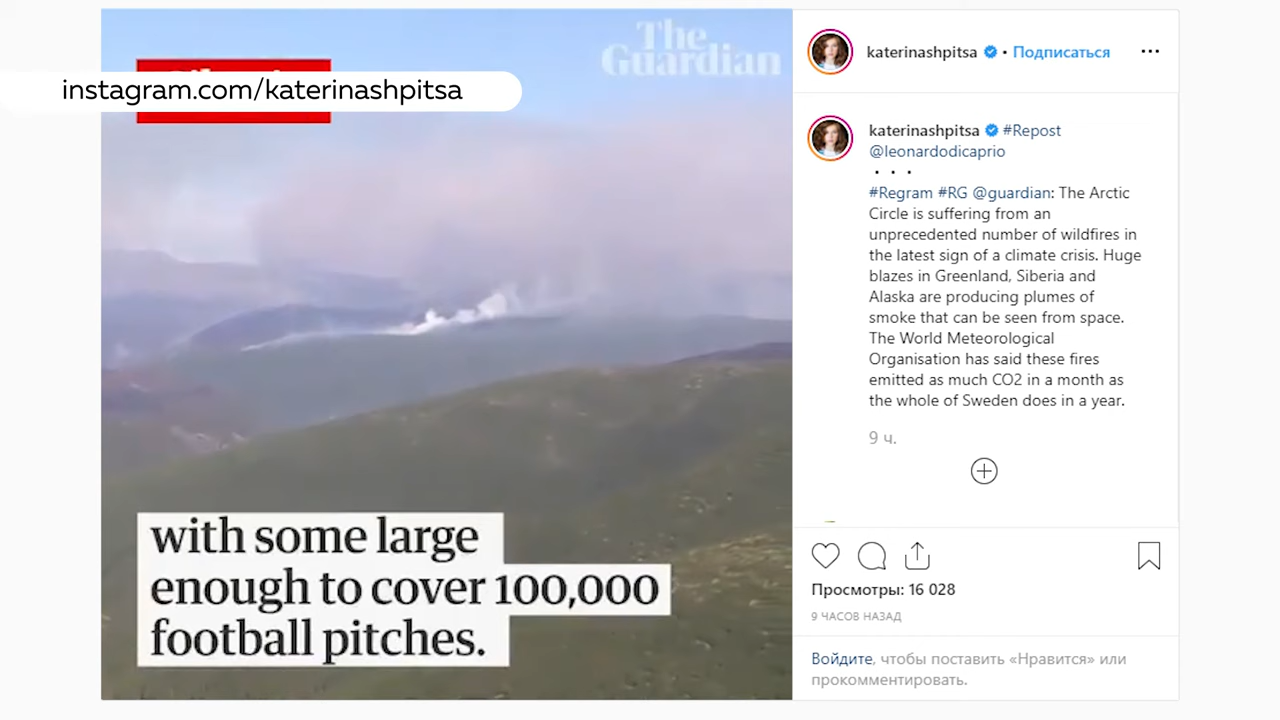 The
Guardian
instagram.com/katerinashpitsa
with some large
enough to cover 100,000
football pitches.
katerinashpitsa • Подписаться
katerinashpitsa #Repost
@leonardodicaprio
• • •
#Regram #RG @guardian: The Arctic
Circle is suffering from an
unprecedented number of wildfires in
the latest sign of a climate crisis. Huge
blazes in Greenland, Siberia and
Alaska are producing plumes of
smoke that can be seen from space.
The World Meteorological
Organisation has said these fires
emitted as much CO2 in a month as
the whole of Sweden does in a year.
9 ч.
Просмотры: 16 028
9 ЧАСОВ НАЗАД
Войдите, чтобы поставить «Нравится» или
прокомментировать.